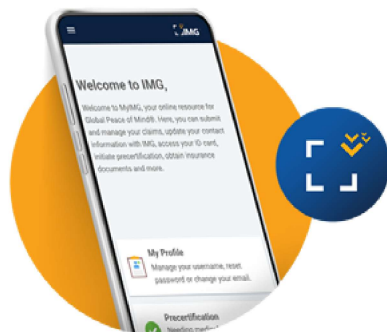 IMG
Welcome to IMG,
Welcome to MyIMG, your online resource for
Global Peace of Mind®. Here, you can submit
and manage your claims, update your contact
information with IMG, access your ID card,
initiate precertification, obtain insurance
documents and more.
My Profile
Manage your username, reset
password or change your email.
Precertification
Needing medical